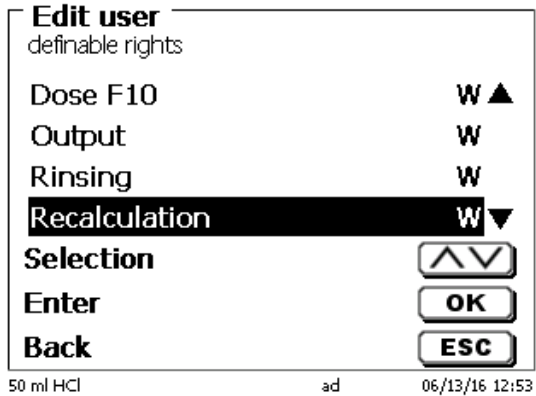 Edit user
definable rights
Dose F10 W
Output W
Rinsing W
Recalculation W
Selection
Enter OK
Back ESC
50 ml HCl ad 06/13/16 12:53